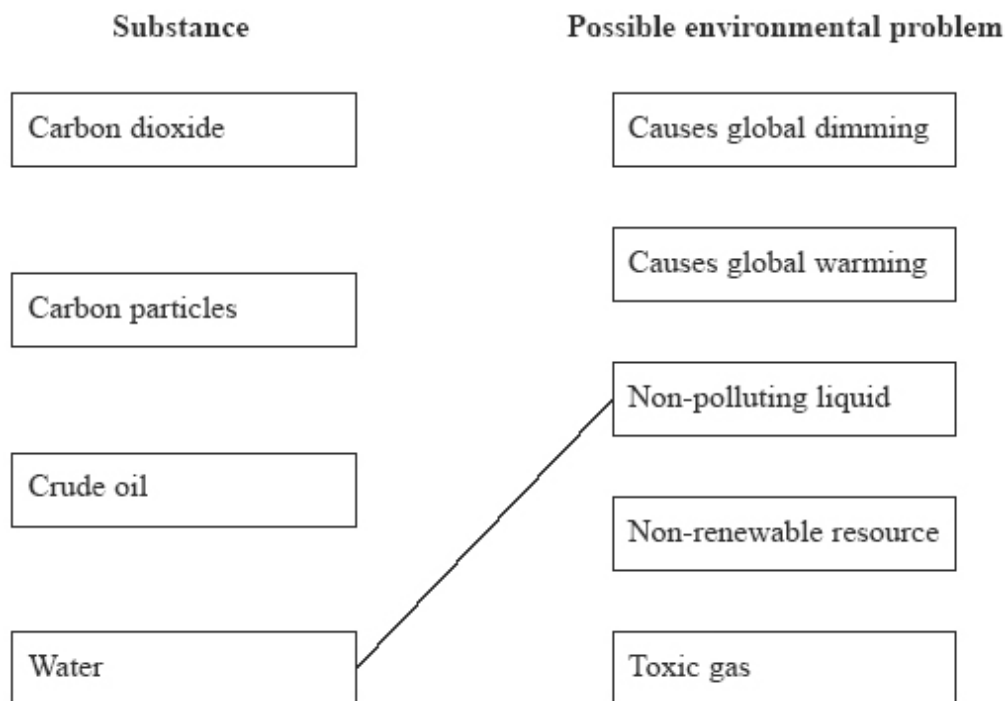 Substance
Possible environmental problem
Carbon dioxide
Causes global dimming
Causes global warming
Carbon particles
Non-polluting liquid
Crude oil
Non-renewable resource
Water
Toxic gas